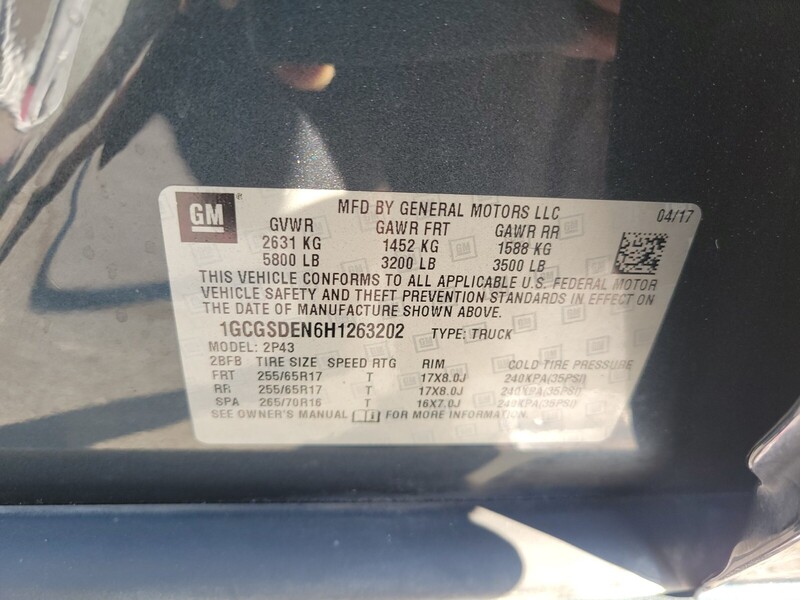 GM®
MFD BY GENERAL MOTORS LLC 04/17
GVWR GAWR FRT GAWR RR
2631 KG 1452 KG 1588 KG
5800 LB 3200 LB 3500 LB
THIS VEHICLE CONFORMS TO ALL APPLICABLE U.S. FEDERAL MOTOR
VEHICLE SAFETY AND THEFT PREVENTION STANDARDS IN EFFECT ON
THE DATE OF MANUFACTURE SHOWN ABOVE.
1GCGSDEN6H1263202 TYPE: TRUCK
MODEL: 2P43
2BFB TIRE SIZE SPEED RTG RIM COLD TIRE PRESSURE
FRT 255/65R17 T 17X8.0J 240KPA(35PSI)
RR 255/65R17 T 17X8.0J 240KPA(35PSI)
SPA 265/70R16 T 16X7.0J 240KPA(35PSI)
SEE OWNER'S MANUAL FOR MORE INFORMATION.